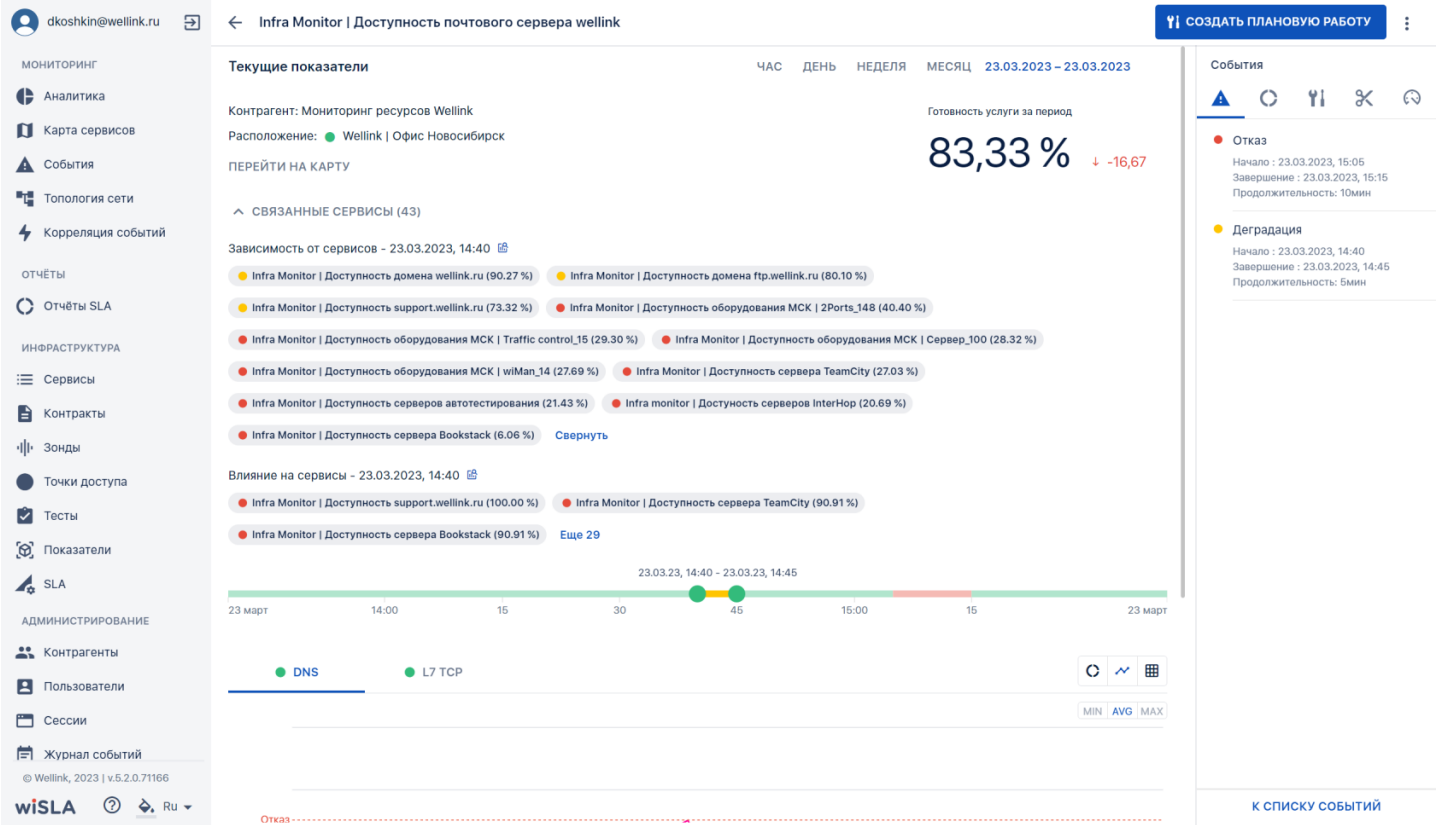 dkoshkin@wellink.ru
МОНИТОРИНГ
Аналитика
Карта сервисов
События
Топология сети
Корреляция событий
ОТЧЁТЫ
Отчёты SLA
ИНФРАСТРУКТУРА
Сервисы
Контракты
Зонды
Точки доступа
Тесты
Показатели
SLA
АДМИНИСТРИРОВАНИЕ
Контрагенты
Пользователи
Сессии
Журнал событий
© Wellink, 2023 | v.5.2.0.71166
wiSLA
Ru
Infra Monitor | Доступность почтового сервера wellink
СОЗДАТЬ ПЛАНОВУЮ РАБОТУ
Текущие показатели
ЧАС ДЕНЬ НЕДЕЛЯ МЕСЯЦ 23.03.2023 – 23.03.2023
Контрагент: Мониторинг ресурсов Wellink
Расположение: Wellink | Офис Новосибирск
ПЕРЕЙТИ НА КАРТУ
Готовность услуги за период
83,33 % ↓ -16,67
СВЯЗАННЫЕ СЕРВИСЫ (43)
Зависимость от сервисов - 23.03.2023, 14:40
Infra Monitor | Доступность домена wellink.ru (90.27 %) Infra Monitor | Доступность домена ftp.wellink.ru (80.10 %)
Infra Monitor | Доступность support.wellink.ru (73.32 %) Infra Monitor | Доступность оборудования МСК | 2Ports_148 (40.40 %)
Infra Monitor | Доступность оборудования МСК | Traffic control_15 (29.30 %) Infra Monitor | Доступность оборудования МСК | Сервер_100 (28.32 %)
Infra Monitor | Доступность оборудования МСК | wiMan_14 (27.69 %) Infra Monitor | Доступность сервера TeamCity (27.03 %)
Infra Monitor | Доступность серверов автотестирования (21.43 %) Infra monitor | Достуность серверов InterHop (20.69 %)
Infra Monitor | Доступность сервера Bookstack (6.06 %) Свернуть
Влияние на сервисы - 23.03.2023, 14:40
Infra Monitor | Доступность support.wellink.ru (100.00 %) Infra Monitor | Доступность сервера TeamCity (90.91 %)
Infra Monitor | Доступность сервера Bookstack (90.91 %) Еще 29
23.03.23, 14:40 - 23.03.23, 14:45
23 март 14:00 15 30 45 15:00 15 23 март
DNS L7 TCP
MIN AVG MAX
Отказ
События
Отказ
Начало : 23.03.2023, 15:05
Завершение : 23.03.2023, 15:15
Продолжительность: 10мин
Деградация
Начало : 23.03.2023, 14:40
Завершение : 23.03.2023, 14:45
Продолжительность: 5мин
К СПИСКУ СОБЫТИЙ